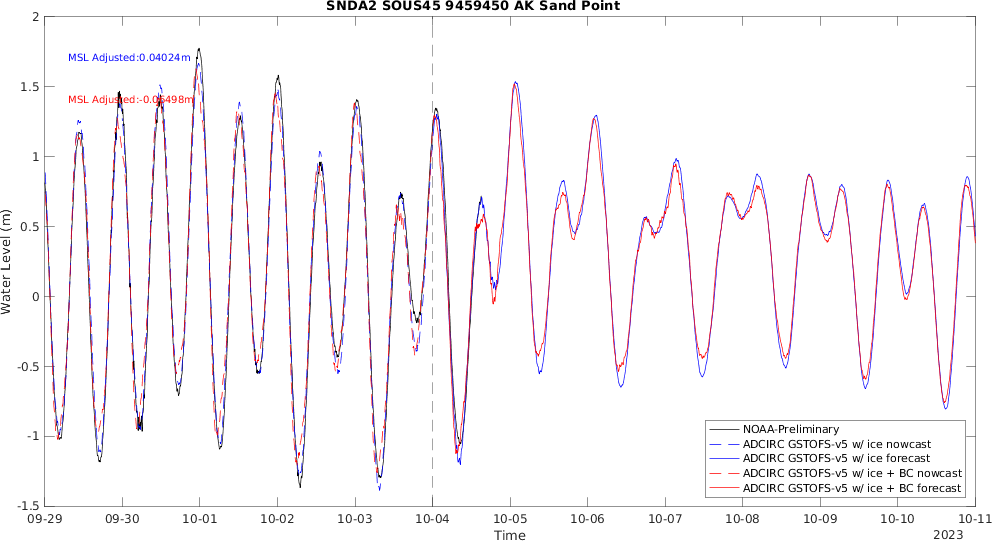 SNDA2 SOUS45 9459450 AK Sand Point
2
MSL Adjusted:0.04024m
1.5
MSL Adjusted:-0.06498m
1
0.5
0
-0.5
-1
-1.5
Water Level (m)
NOAA-Preliminary
ADCIRC GSTOFS-v5 w/ ice nowcast
ADCIRC GSTOFS-v5 w/ ice forecast
ADCIRC GSTOFS-v5 w/ ice + BC nowcast
ADCIRC GSTOFS-v5 w/ ice + BC forecast
09-29 09-30 10-01 10-02 10-03 10-04 10-05 10-06 10-07 10-08 10-09 10-10 10-11
Time
2023